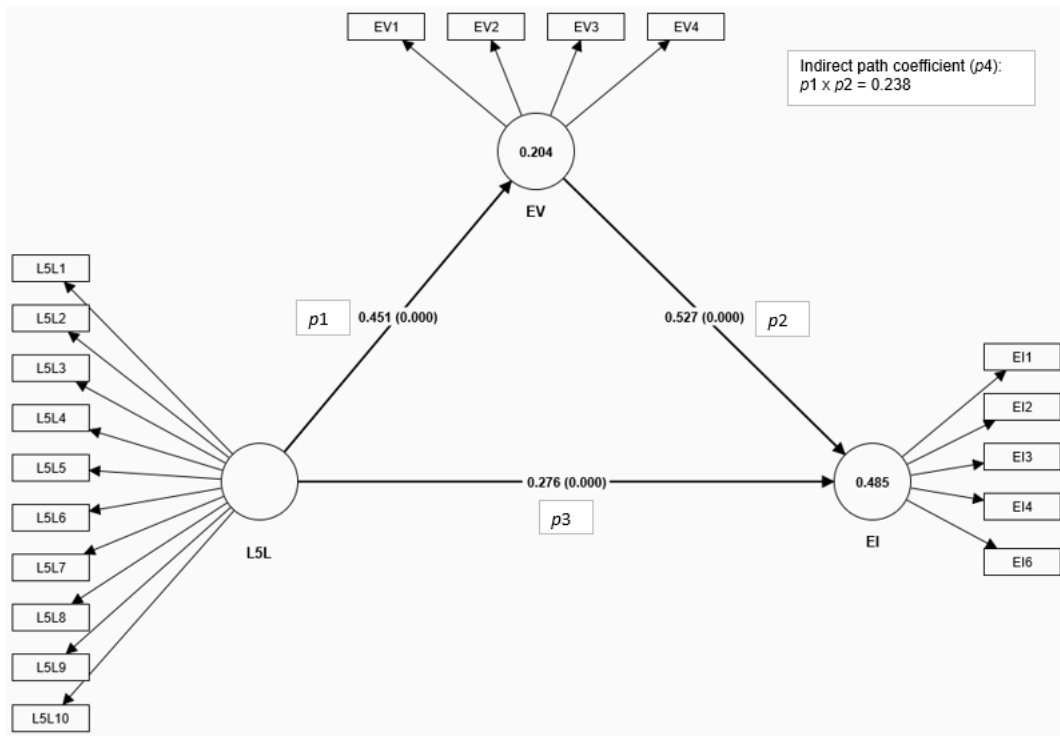 EV1
EV2
EV3
EV4
Indirect path coefficient (p4):
p1 x p2 = 0.238
0.204
EV
L5L1
L5L2
L5L3
L5L4
L5L5
L5L6
L5L7
L5L8
L5L9
L5L10
p1
0.451 (0.000)
0.527 (0.000)
p2
L5L
0.276 (0.000)
p3
0.485
EI
EI1
EI2
EI3
EI4
EI6